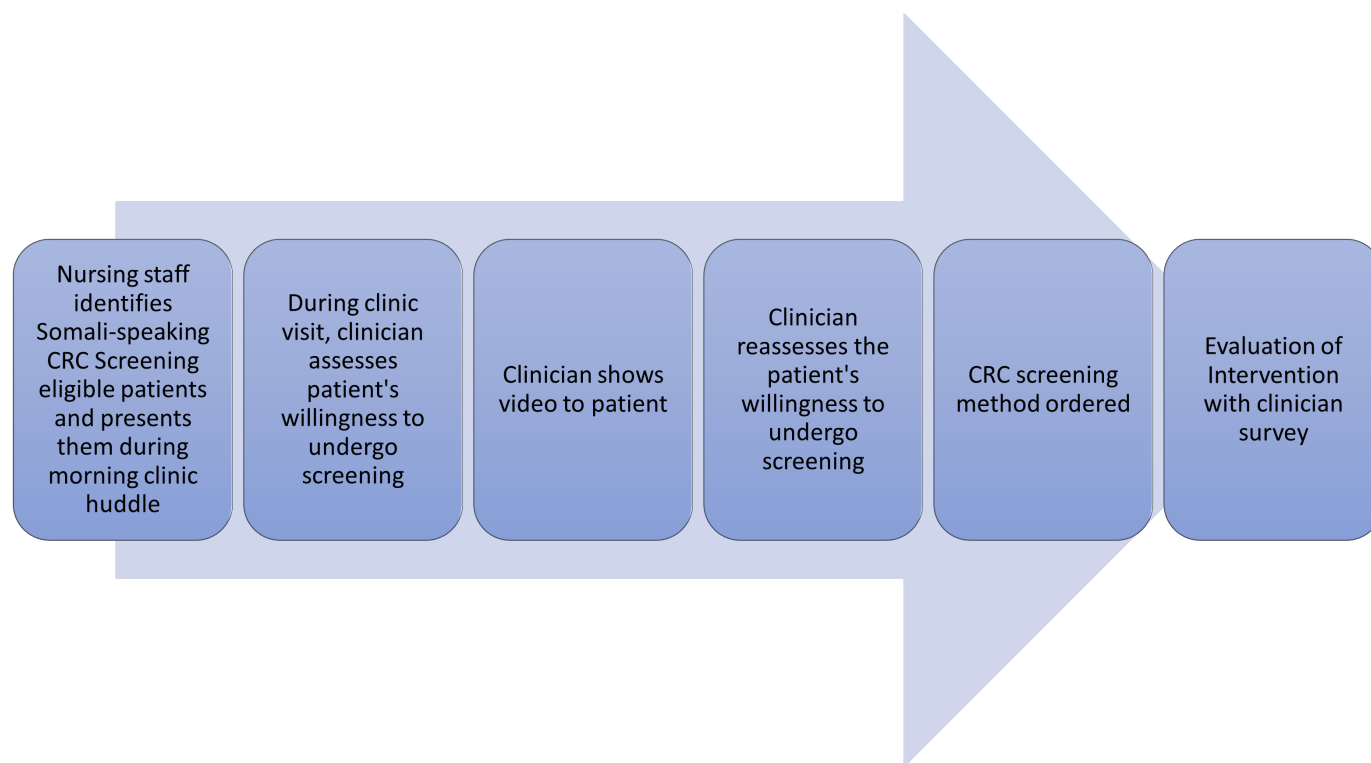 Nursing staff
identifies
Somali-speaking
CRC Screening
eligible patients
and presents
them during
morning clinic
huddle
During clinic
visit, clinician
assesses
patient's
willingness to
undergo
screening
Clinician shows
video to patient
Clinician
reassesses the
patient's
willingness to
undergo
screening
CRC screening
method ordered
Evaluation of
Intervention
with clinician
survey